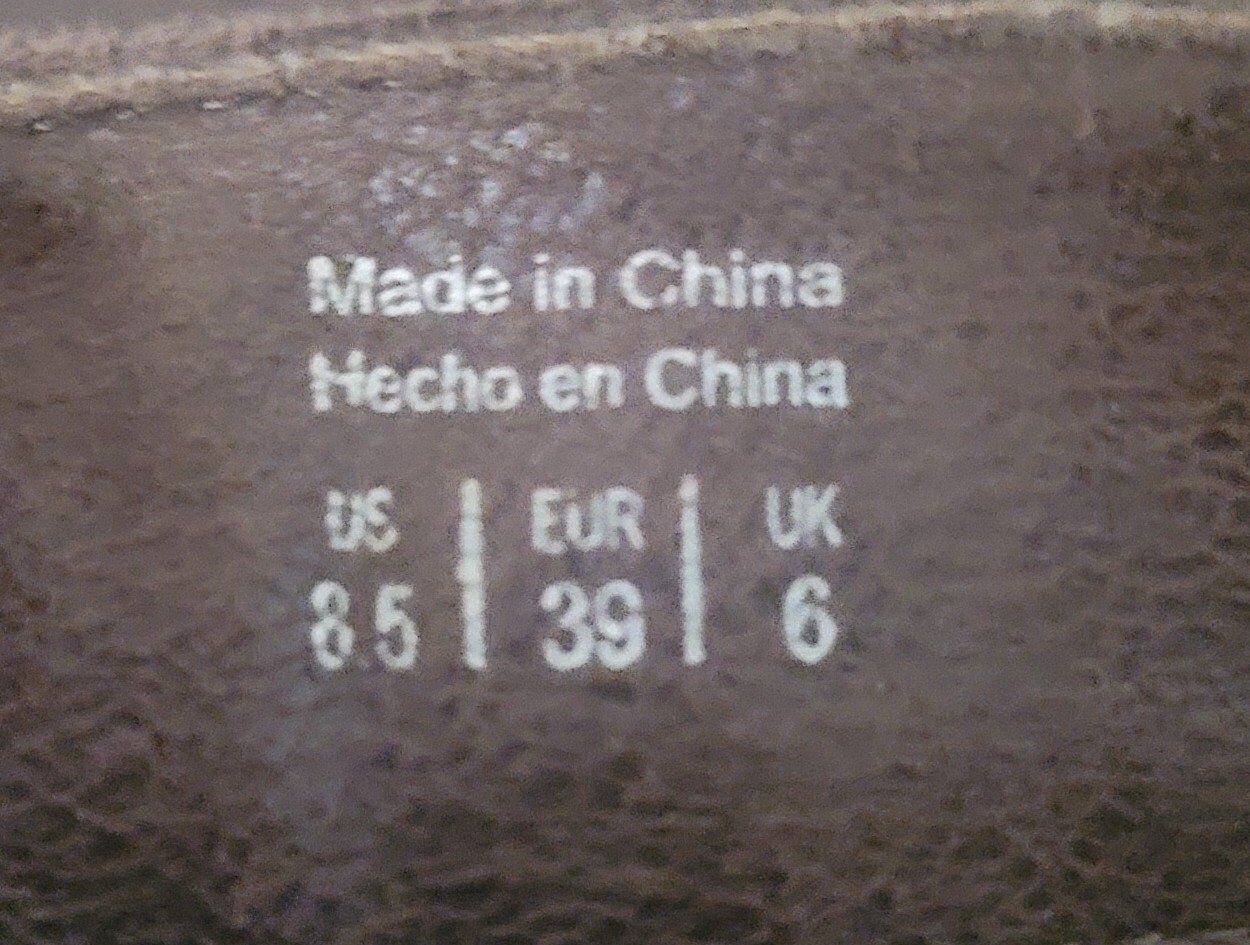 Made in China
Hecho en China
US | EUR | UK
8.5 | 39 | 6